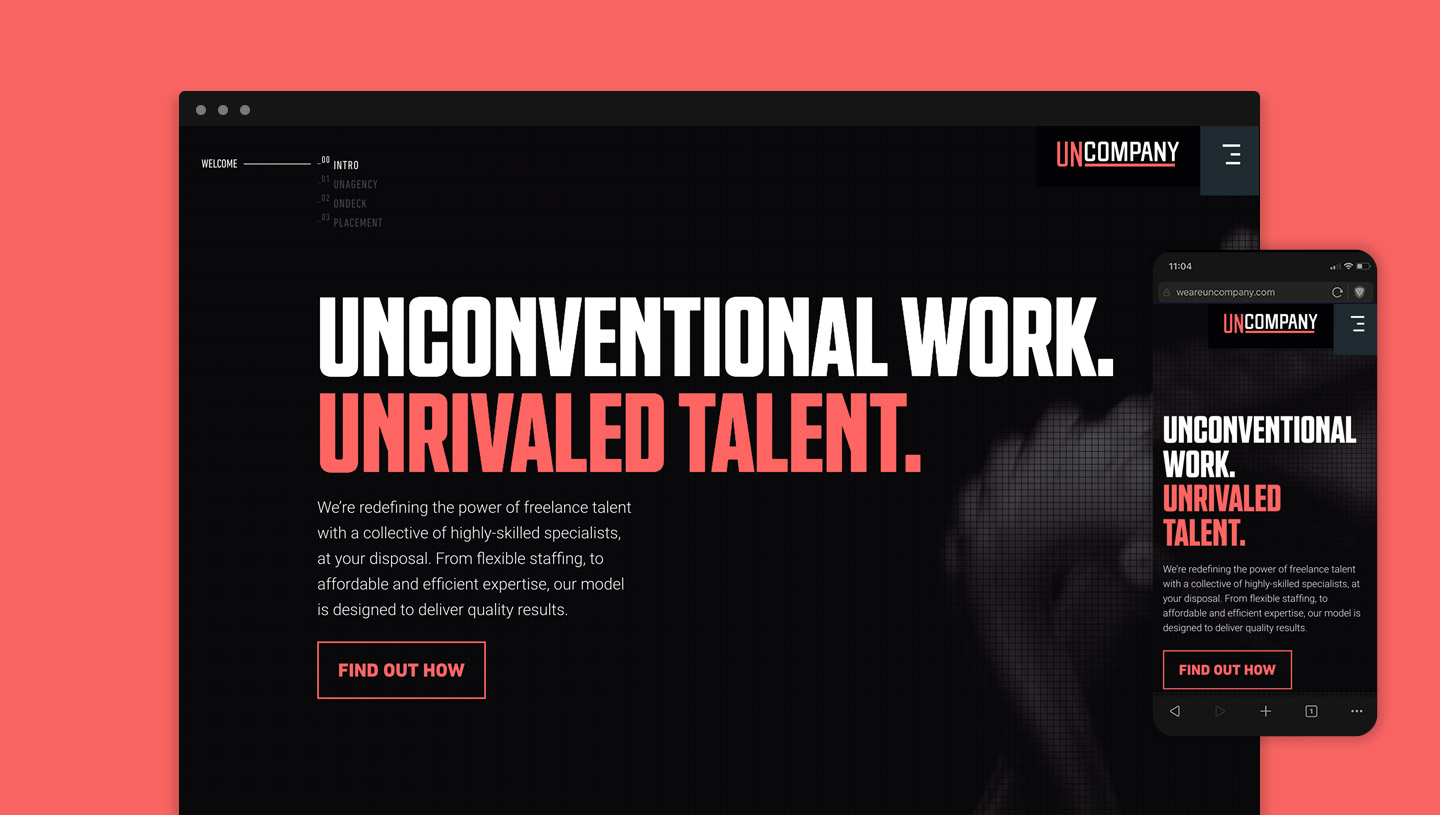 WELCOME
_00 INTRO
_01 UNAGENCY
_02 ONDECK
_03 PLACEMENT
UNCOMPANY
UNCONVENTIONAL WORK.
UNRIVALED TALENT.
We’re redefining the power of freelance talent
with a collective of highly-skilled specialists,
at your disposal. From flexible staffing, to
affordable and efficient expertise, our model
is designed to deliver quality results.
FIND OUT HOW
11:04
weareuncompany.com
UNCOMPANY
UNCONVENTIONAL
WORK.
UNRIVALED
TALENT.
We’re redefining the power of freelance talent
with a collective of highly-skilled specialists, at
your disposal. From flexible staffing, to
affordable and efficient expertise, our model is
designed to deliver quality results.
FIND OUT HOW
1